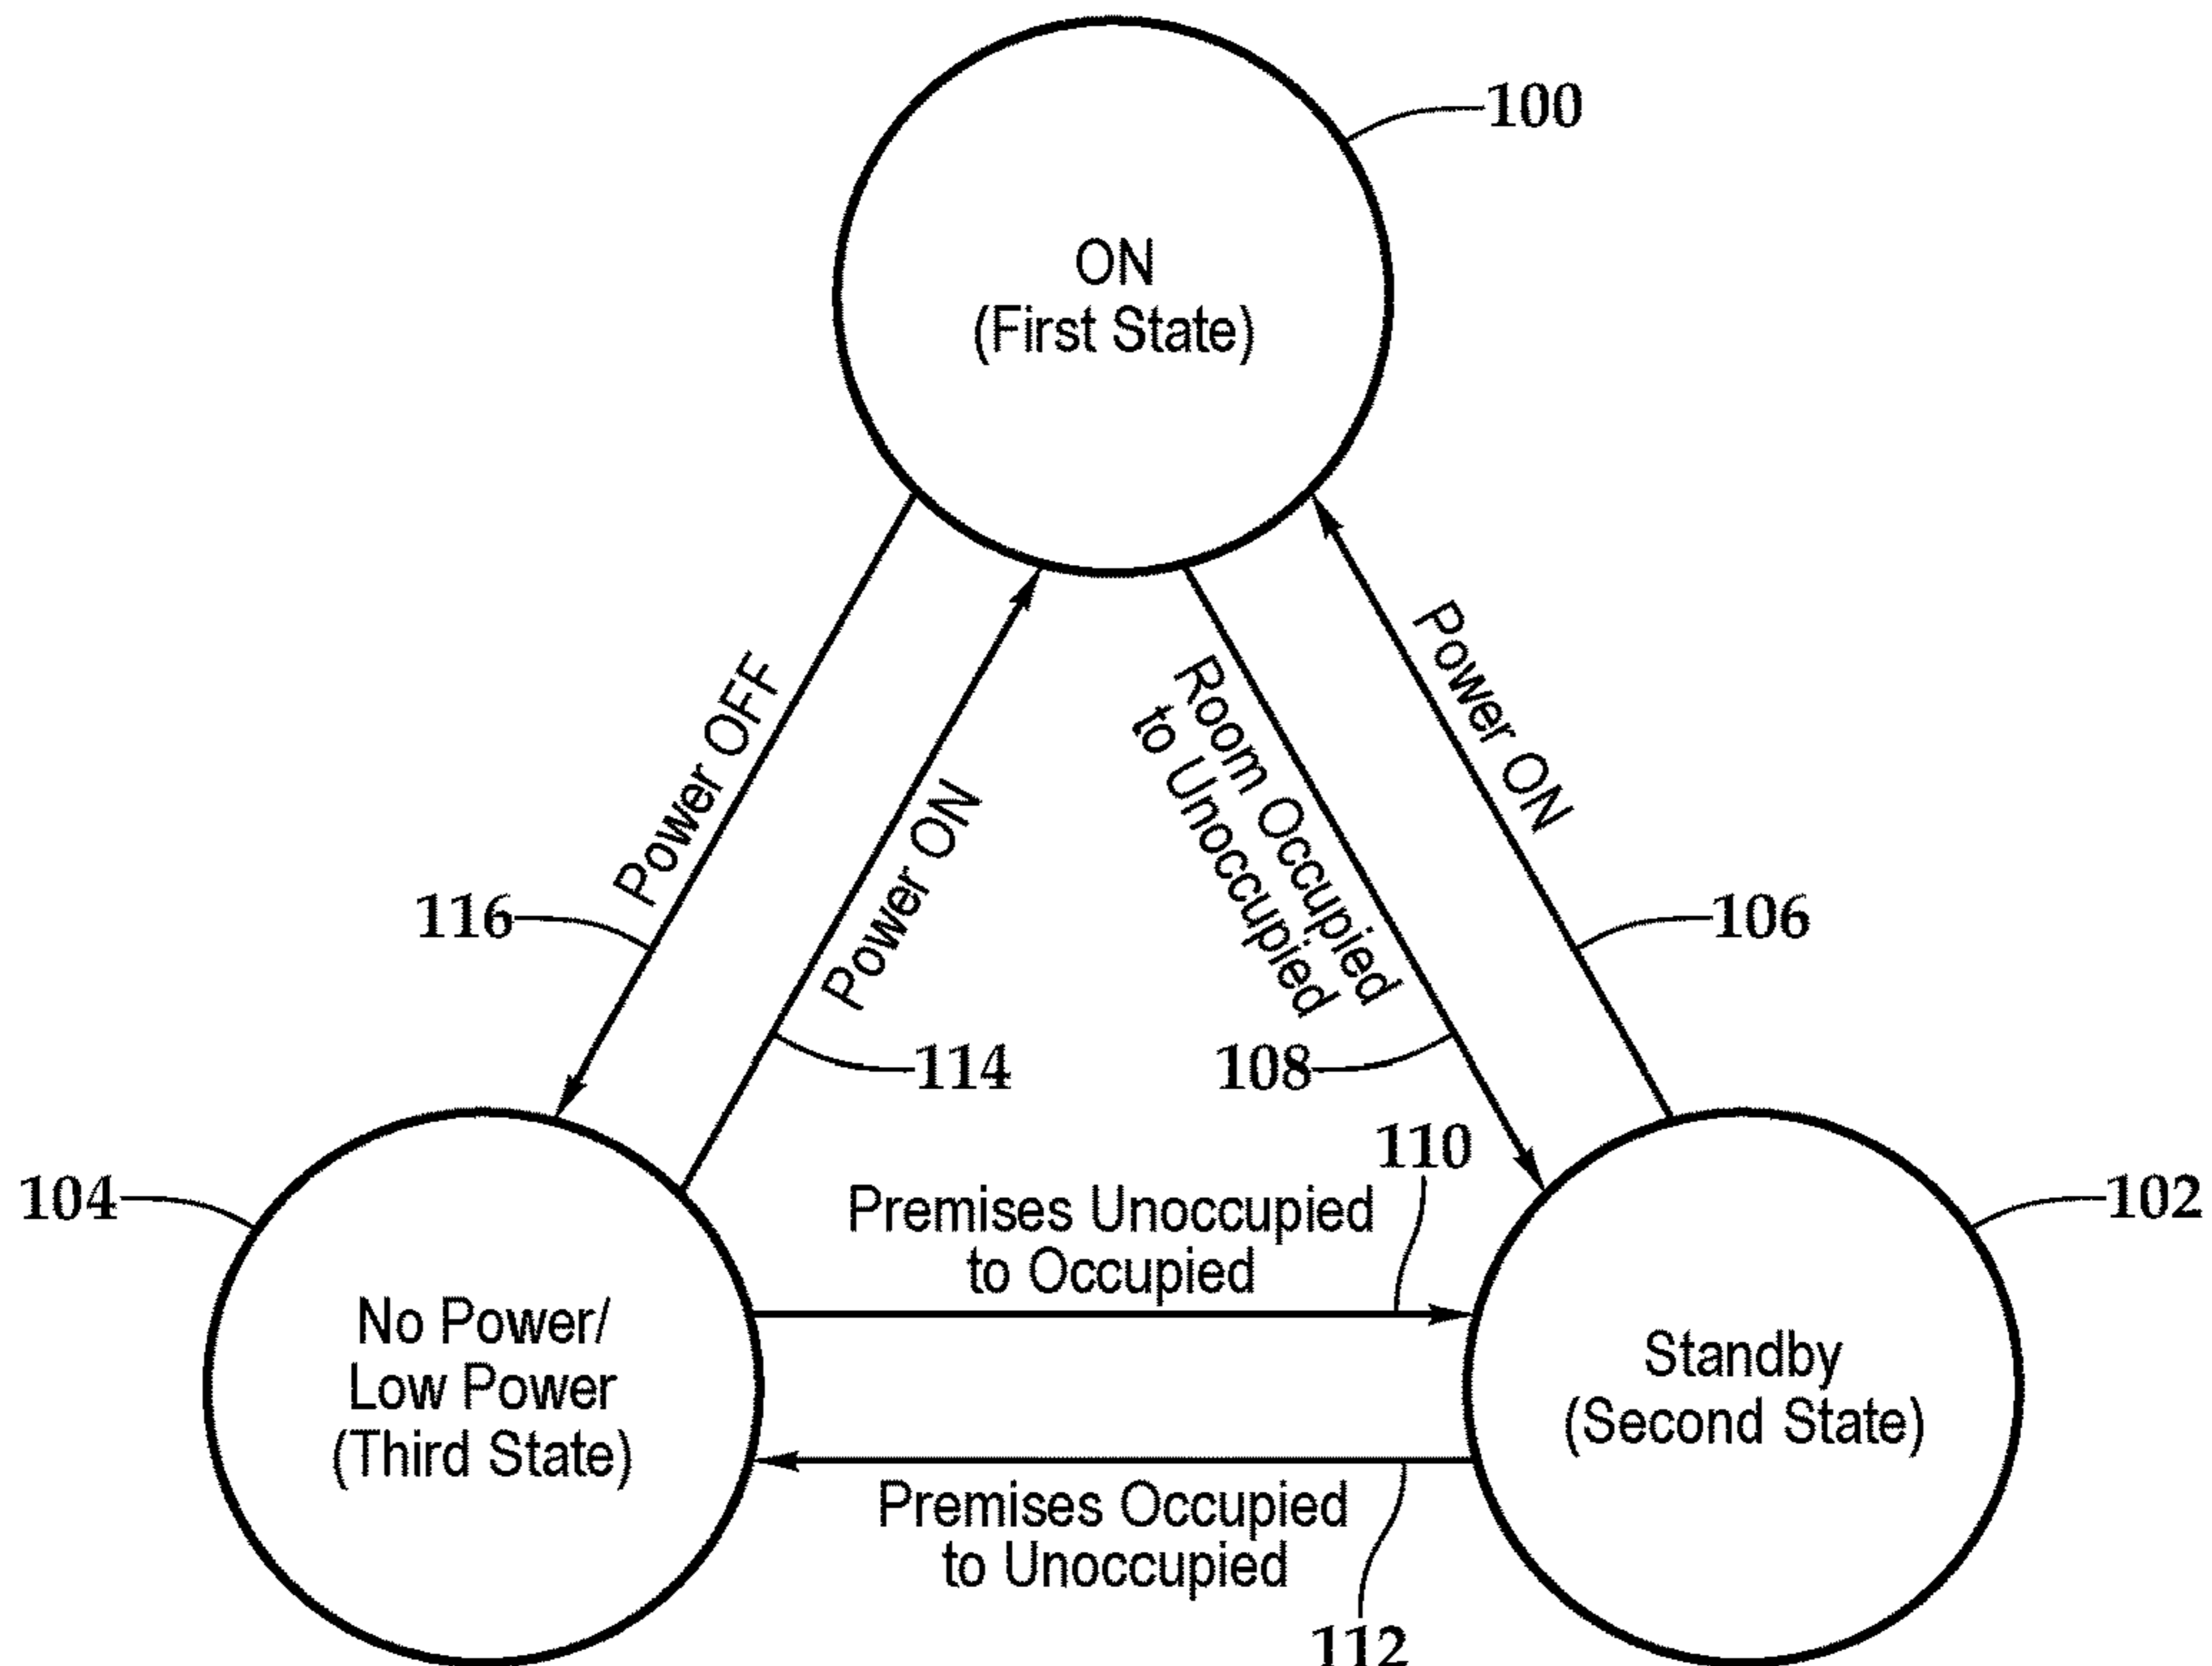 100
ON
(First State)
Power OFF
Power ON
Room Occupied
to Unoccupied
Power ON
116
106
114
108
110
104
102
Premises Unoccupied
to Occupied
No Power/
Low Power
(Third State)
Standby
(Second State)
Premises Occupied
to Unoccupied
112